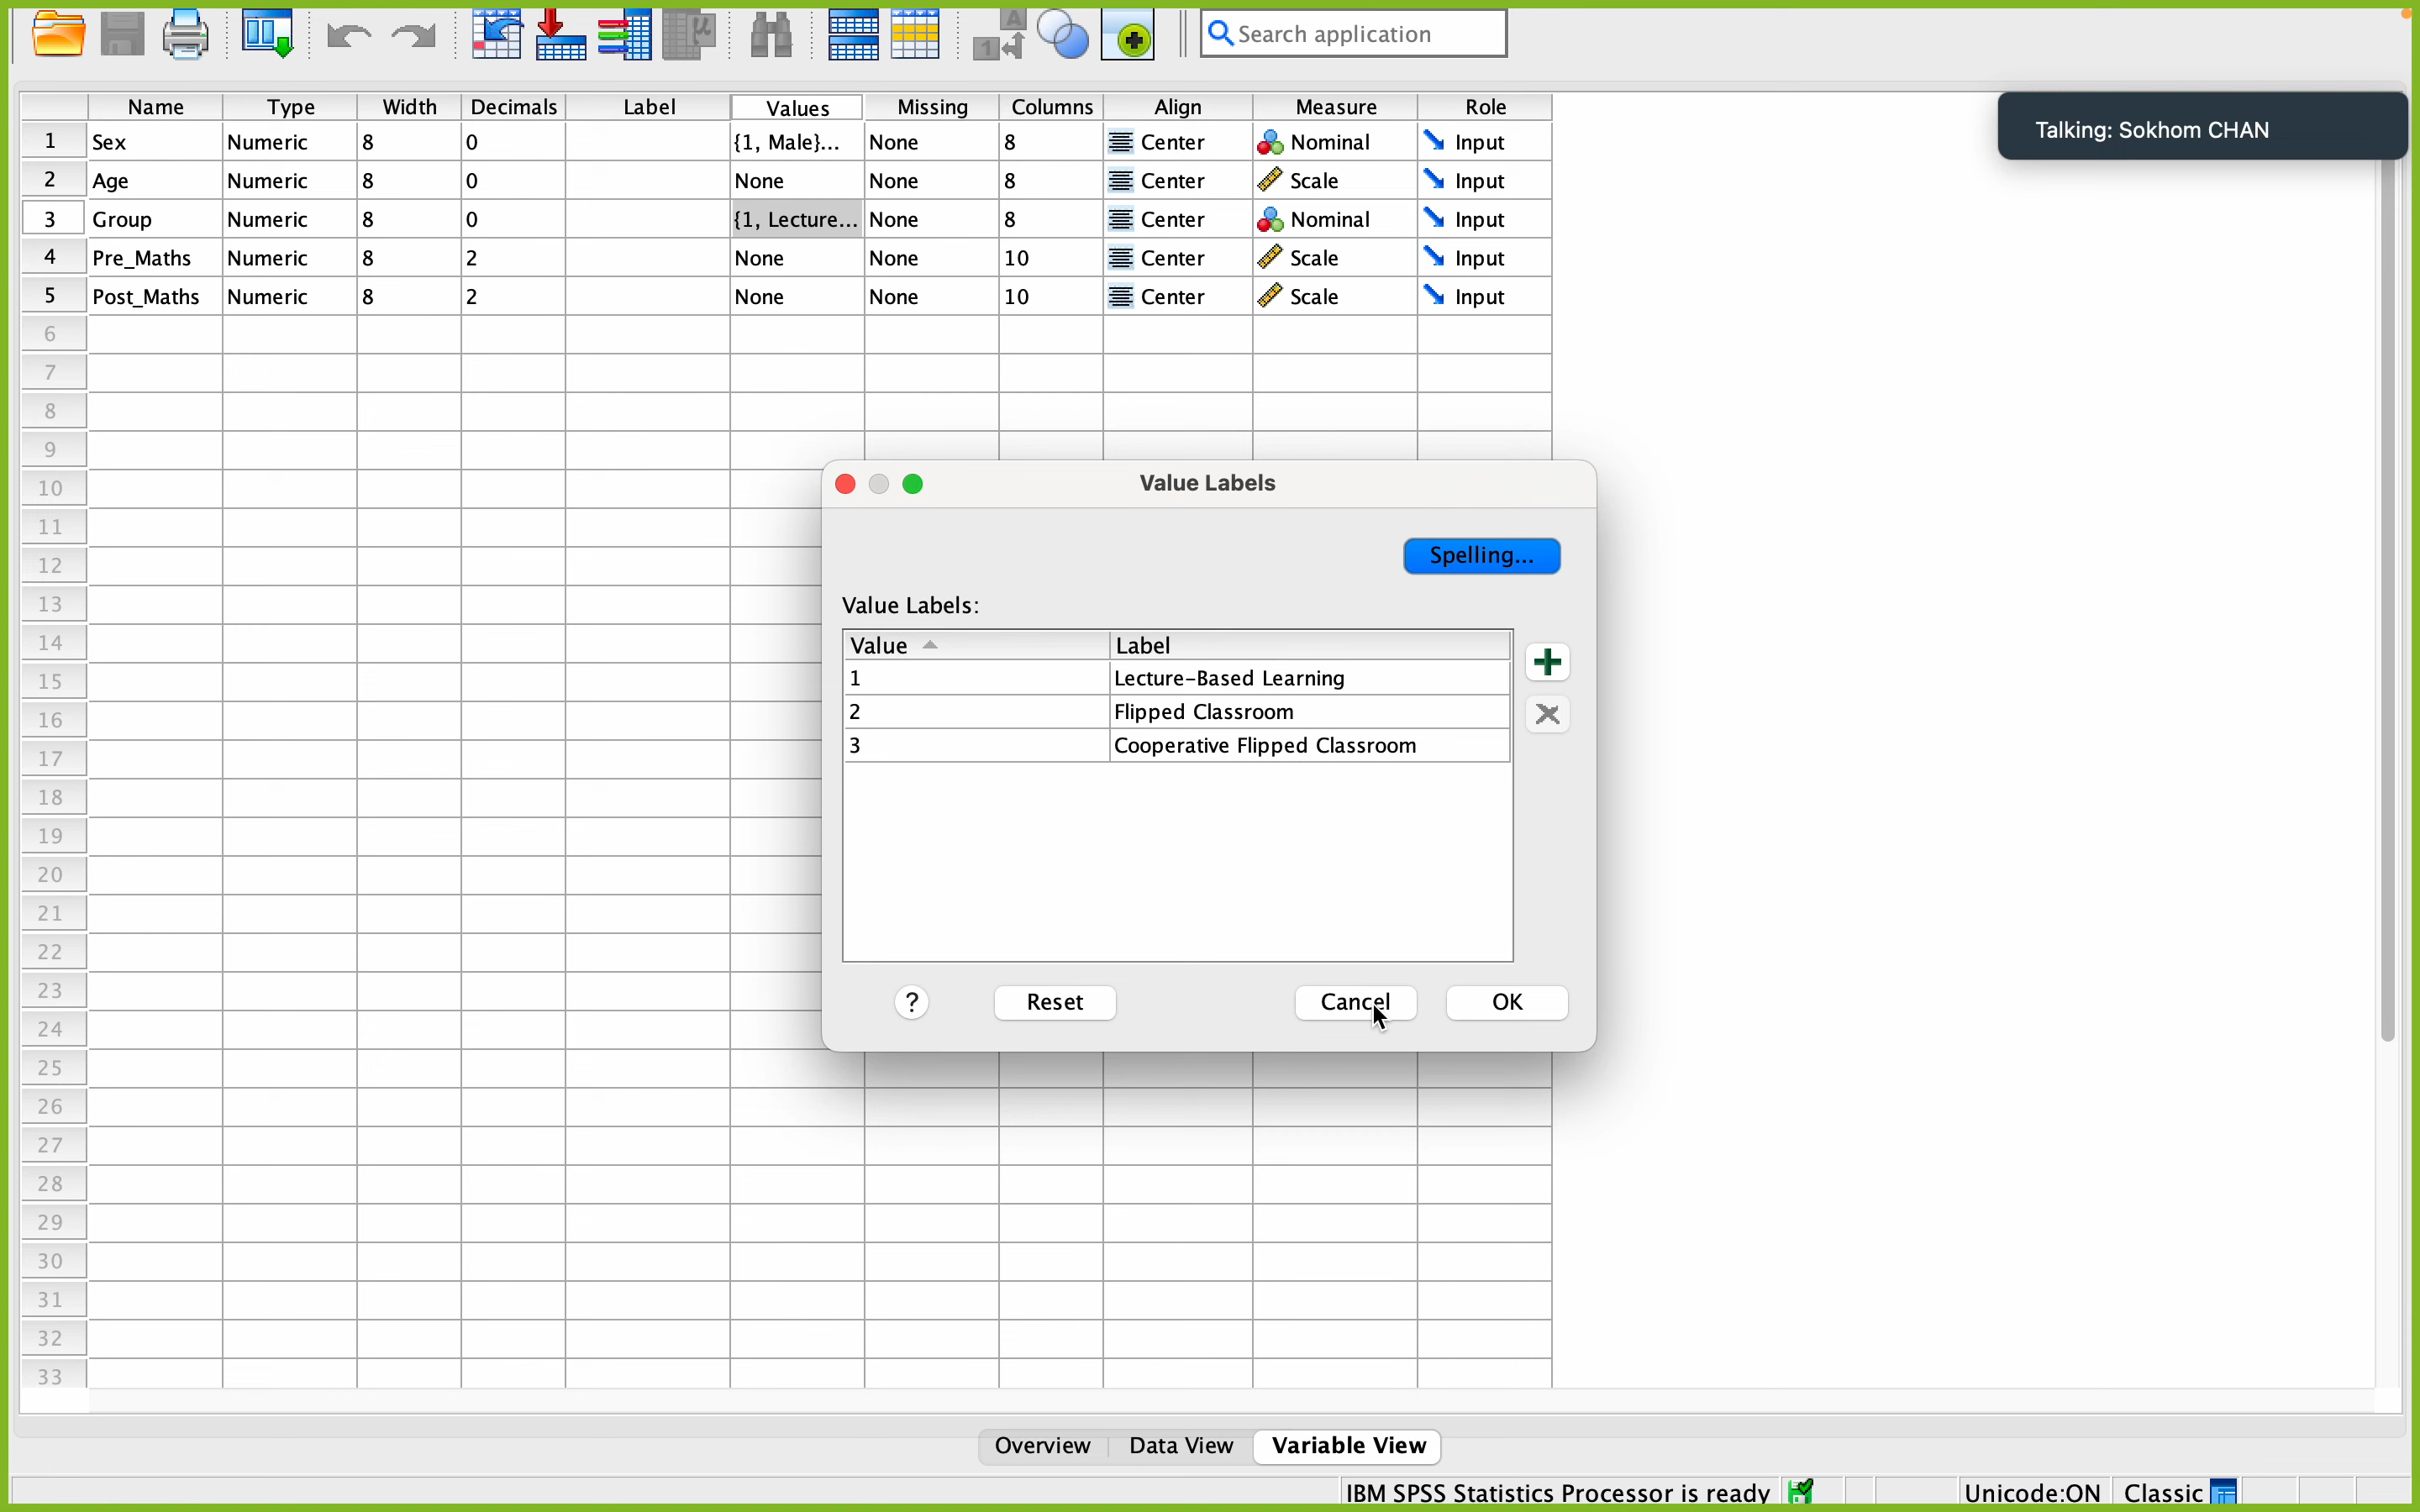 Search application
Talking: Sokhom CHAN
Name Type Width Decimals Label Values Missing Columns Align Measure Role
1 Sex Numeric 8 0 {1, Male}... None 8 Center Nominal Input
2 Age Numeric 8 0 None None 8 Center Scale Input
3 Group Numeric 8 0 {1, Lecture... None 8 Center Nominal Input
4 Pre_Maths Numeric 8 2 None None 10 Center Scale Input
5 Post_Maths Numeric 8 2 None None 10 Center Scale Input
6
7
8
9
10
11
12
13
14
15
16
17
18
19
20
21
22
23
24
25
26
27
28
29
30
31
32
33
Value Labels
Spelling...
Value Labels:
Value Label
1 Lecture-Based Learning
2 Flipped Classroom
3 Cooperative Flipped Classroom
? Reset Cancel OK
Overview Data View Variable View
IBM SPSS Statistics Processor is ready Unicode:ON Classic